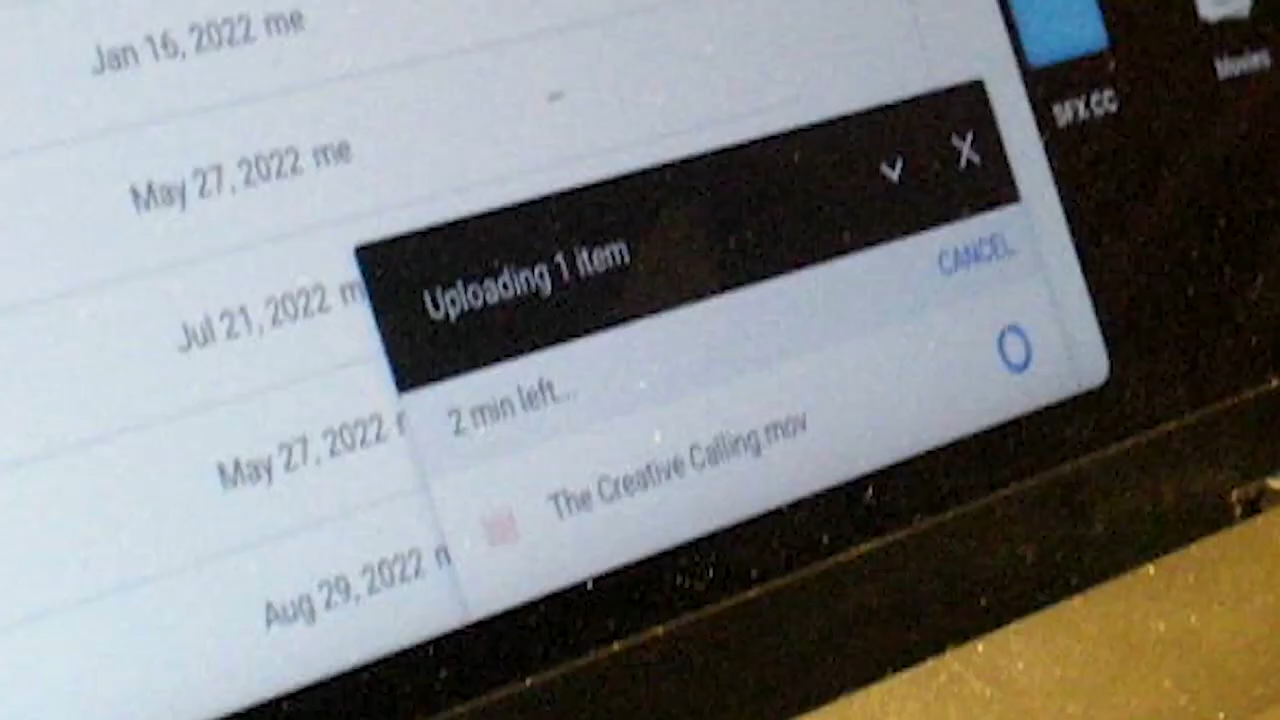 Jan 16, 2022 me
May 27, 2022 me
Jul 21, 2022 m
May 27, 2022
Aug 29, 2022
Uploading 1 item
CANCEL
2 min left...
The Creative Calling.mov
SFX CC
Movies